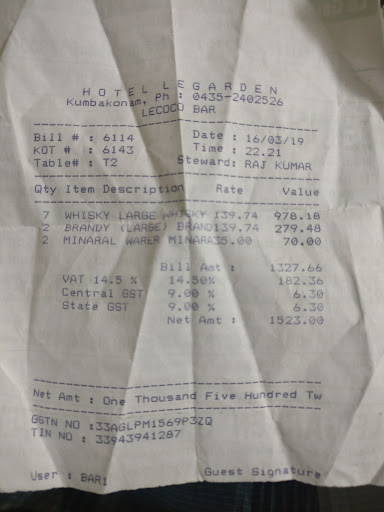 HOTEL LEGARDEN
Kumbakonam, Ph : 0435-2402526
LECOCO BAR
Bill # : 6114 Date : 16/03/19
KOT # : 6143 Time : 22.21
Table# : T2 Steward: RAJ KUMAR
Qty Item Description Rate Value
7 WHISKY LARGE WHISKY 139.74 978.18
2 BRANDY (LARGE) BRAND139.74 279.48
2 MINARAL WARER MINARA35.00 70.00
Bill Amt : 1327.66
VAT 14.5 % 14.50% 182.36
Central GST 9.00 % 6.30
State GST 9.00 % 6.30
Net Amt : 1523.00
Net Amt : One Thousand Five Hundred Tw
GSTN NO :33AGLPM1569P3ZQ
TIN NO : 33943941287
User : BAR1 Guest Signature